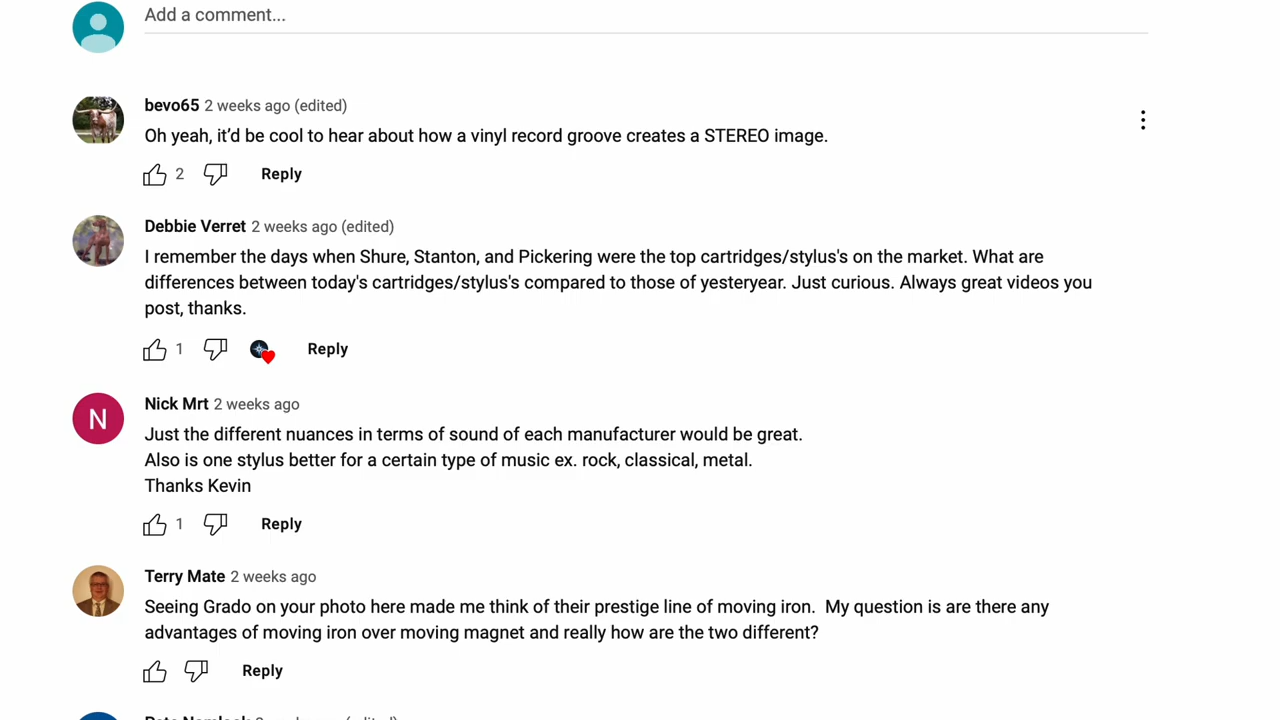 Add a comment...
bevo65 2 weeks ago (edited)
Oh yeah, it'd be cool to hear about how a vinyl record groove creates a STEREO image.
2 Reply
Debbie Verret 2 weeks ago (edited)
I remember the days when Shure, Stanton, and Pickering were the top cartridges/stylus's on the market. What are
differences between today's cartridges/stylus's compared to those of yesteryear. Just curious. Always great videos you
post, thanks.
1 Reply
N
Nick Mrt 2 weeks ago
Just the different nuances in terms of sound of each manufacturer would be great.
Also is one stylus better for a certain type of music ex. rock, classical, metal.
Thanks Kevin
1 Reply
Terry Mate 2 weeks ago
Seeing Grado on your photo here made me think of their prestige line of moving iron.  My question is are there any
advantages of moving iron over moving magnet and really how are the two different?
Reply